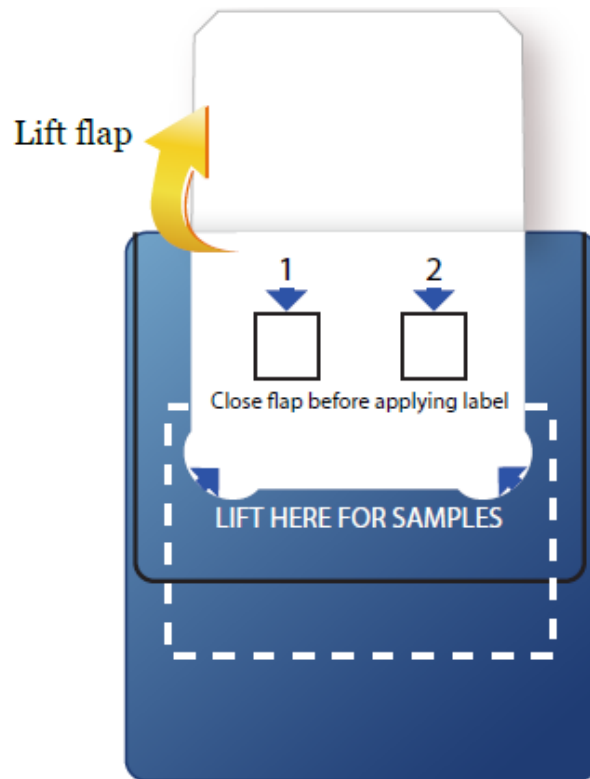 Lift flap
1 2
Close flap before applying label
LIFT HERE FOR SAMPLES